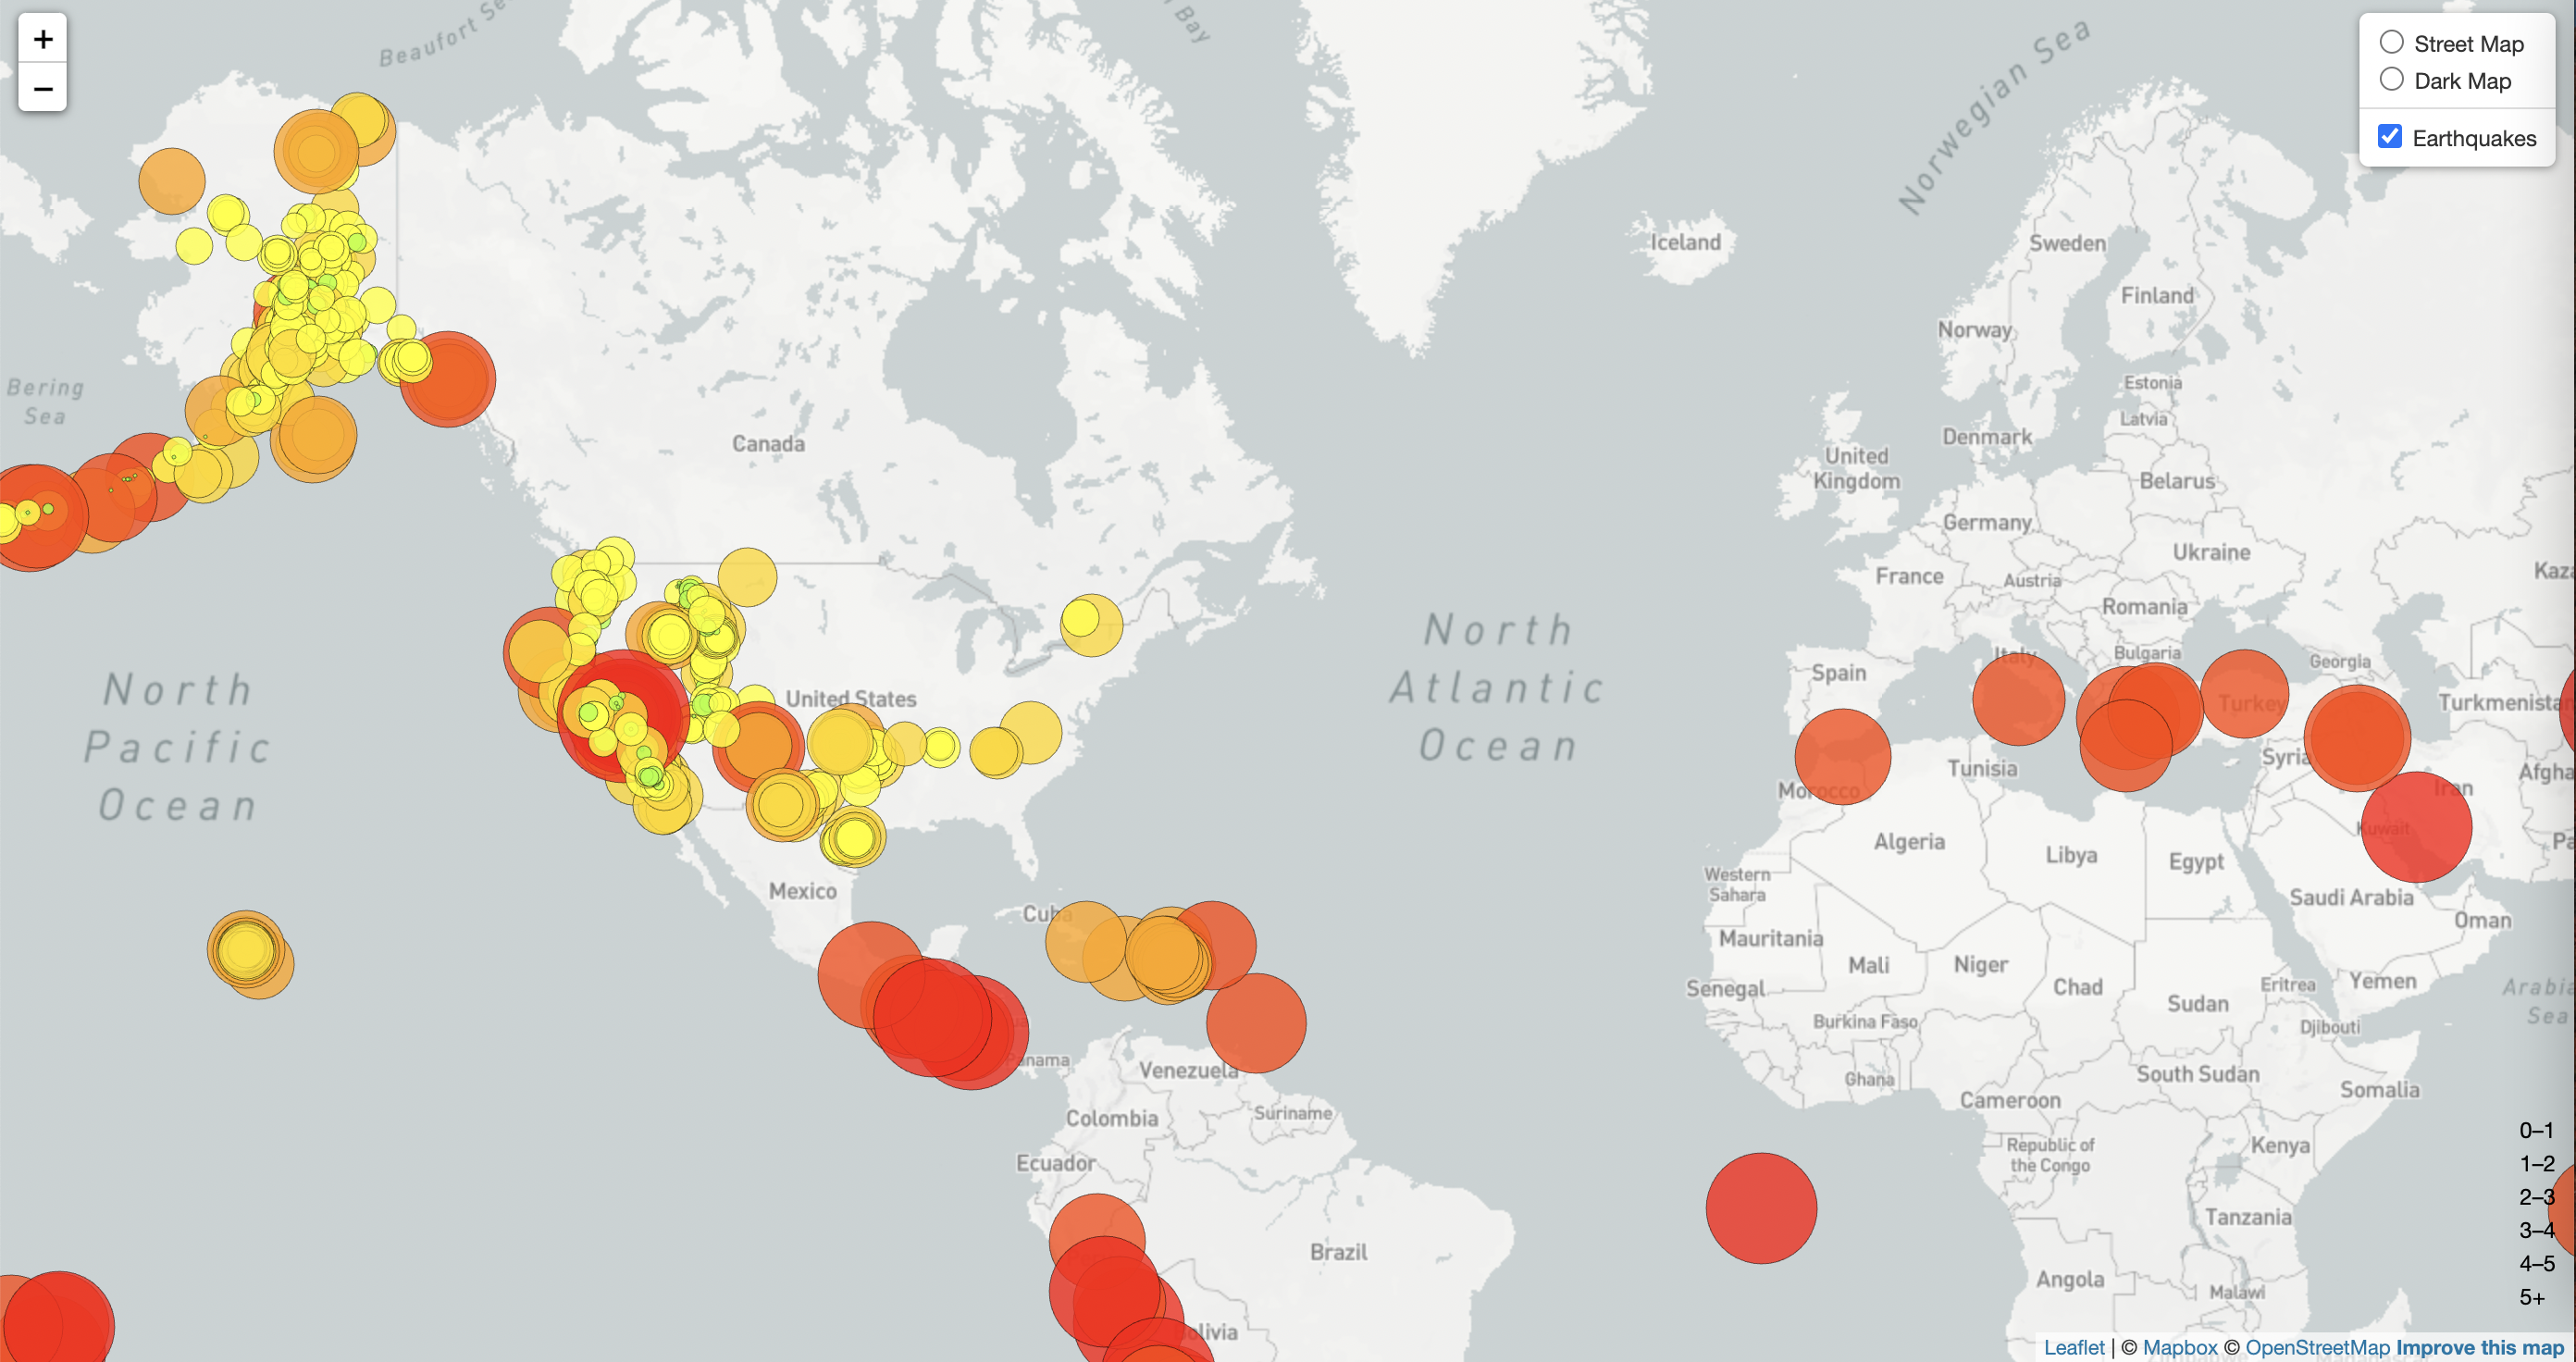 +
−
Beaufort Se
Bay
Norwegian Sea
Street Map
Dark Map
Earthquakes
Iceland
Sweden
Finland
Norway
Bering
Sea
Estonia
Latvia
Canada
Denmark
United
Kingdom
Belarus
Germany
Ukraine
France
Austria
Kaza
Romania
North
Atlantic
Ocean
Bulgaria
Italy
Georgia
Spain
North
Pacific
Ocean
United States
Turkey
Turkmenistan
Syria
Tunisia
Afgha
Iran
Morocco
Kuwait
Algeria
Libya
Egypt
Pa
Western
Sahara
Mexico
Saudi Arabia
Cuba
Oman
Mauritania
Mali
Niger
Chad
Yemen
Senegal
Eritrea
Sudan
Arabia
Sea
Burkina Faso
Djibouti
Panama
Venezuela
Ghana
South Sudan
Somalia
Cameroon
Colombia
Suriname
0–1
1–2
2–3
3–4
4–5
5+
Republic of
the Congo
Kenya
Ecuador
Tanzania
Brazil
Angola
Malawi
olivia
Leaflet | © Mapbox © OpenStreetMap Improve this map